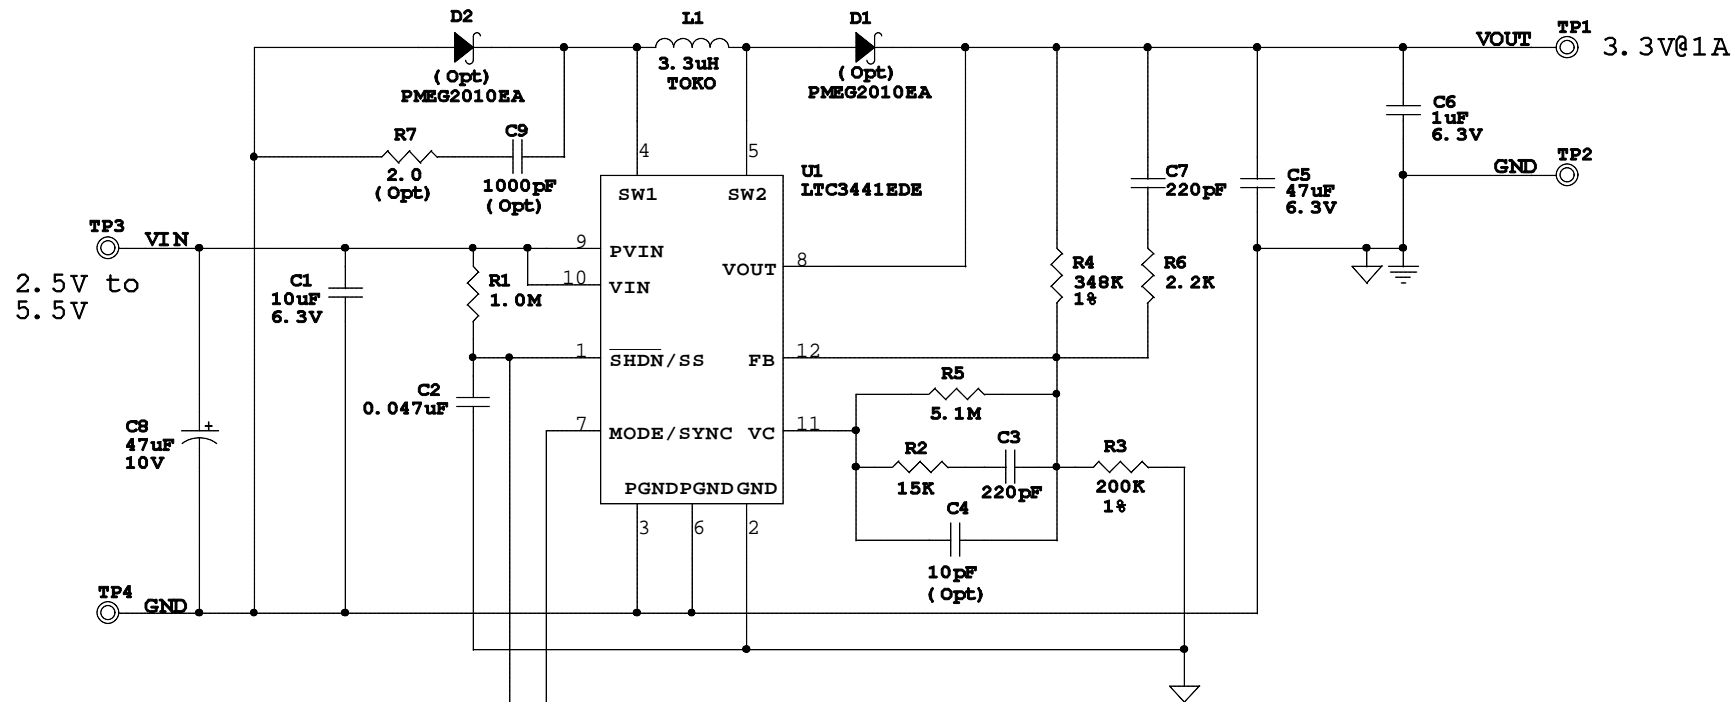 D2
(Opt)
PMEG2010EA
L1
3.3uH
TOKO
D1
(Opt)
PMEG2010EA
VOUT
TP1
3.3V@1A
R7
2.0
(Opt)
C9
1000pF
(Opt)
4
5
U1
LTC3441EDE
SW1
SW2
C7
220pF
C5
47uF
6.3V
C6
1uF
6.3V
GND
TP2
TP3
VIN
2.5V to
5.5V
C1
10uF
6.3V
R1
1.0M
9
PVIN
10
VIN
VOUT
8
R4
348K
1%
R6
2.2K
1
SHDN/SS
FB
12
C2
0.047uF
R5
5.1M
C8
+
47uF
10V
7
MODE/SYNC
VC
11
R2
15K
C3
220pF
R3
200K
1%
PGND
PGND
GND
3
6
2
C4
10pF
(Opt)
TP4
GND